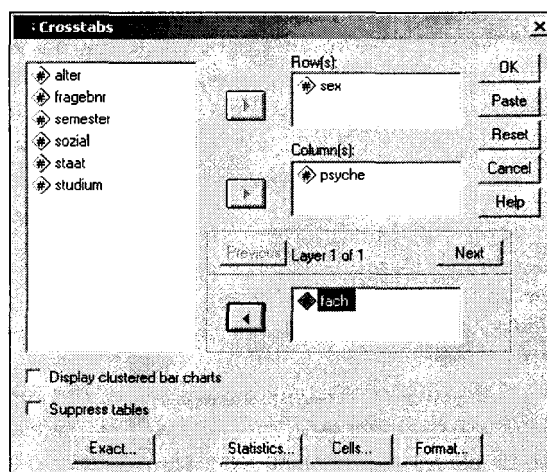 Crosstabs
alter
fragebnr
semester
sozial
staat
studium
Row(s):
sex
Column(s):
psyche
Previous
Layer 1 of 1
Next
fach
OK
Paste
Reset
Cancel
Help
Display clustered bar charts
Suppress tables
Exact...
Statistics...
Cells...
Format...